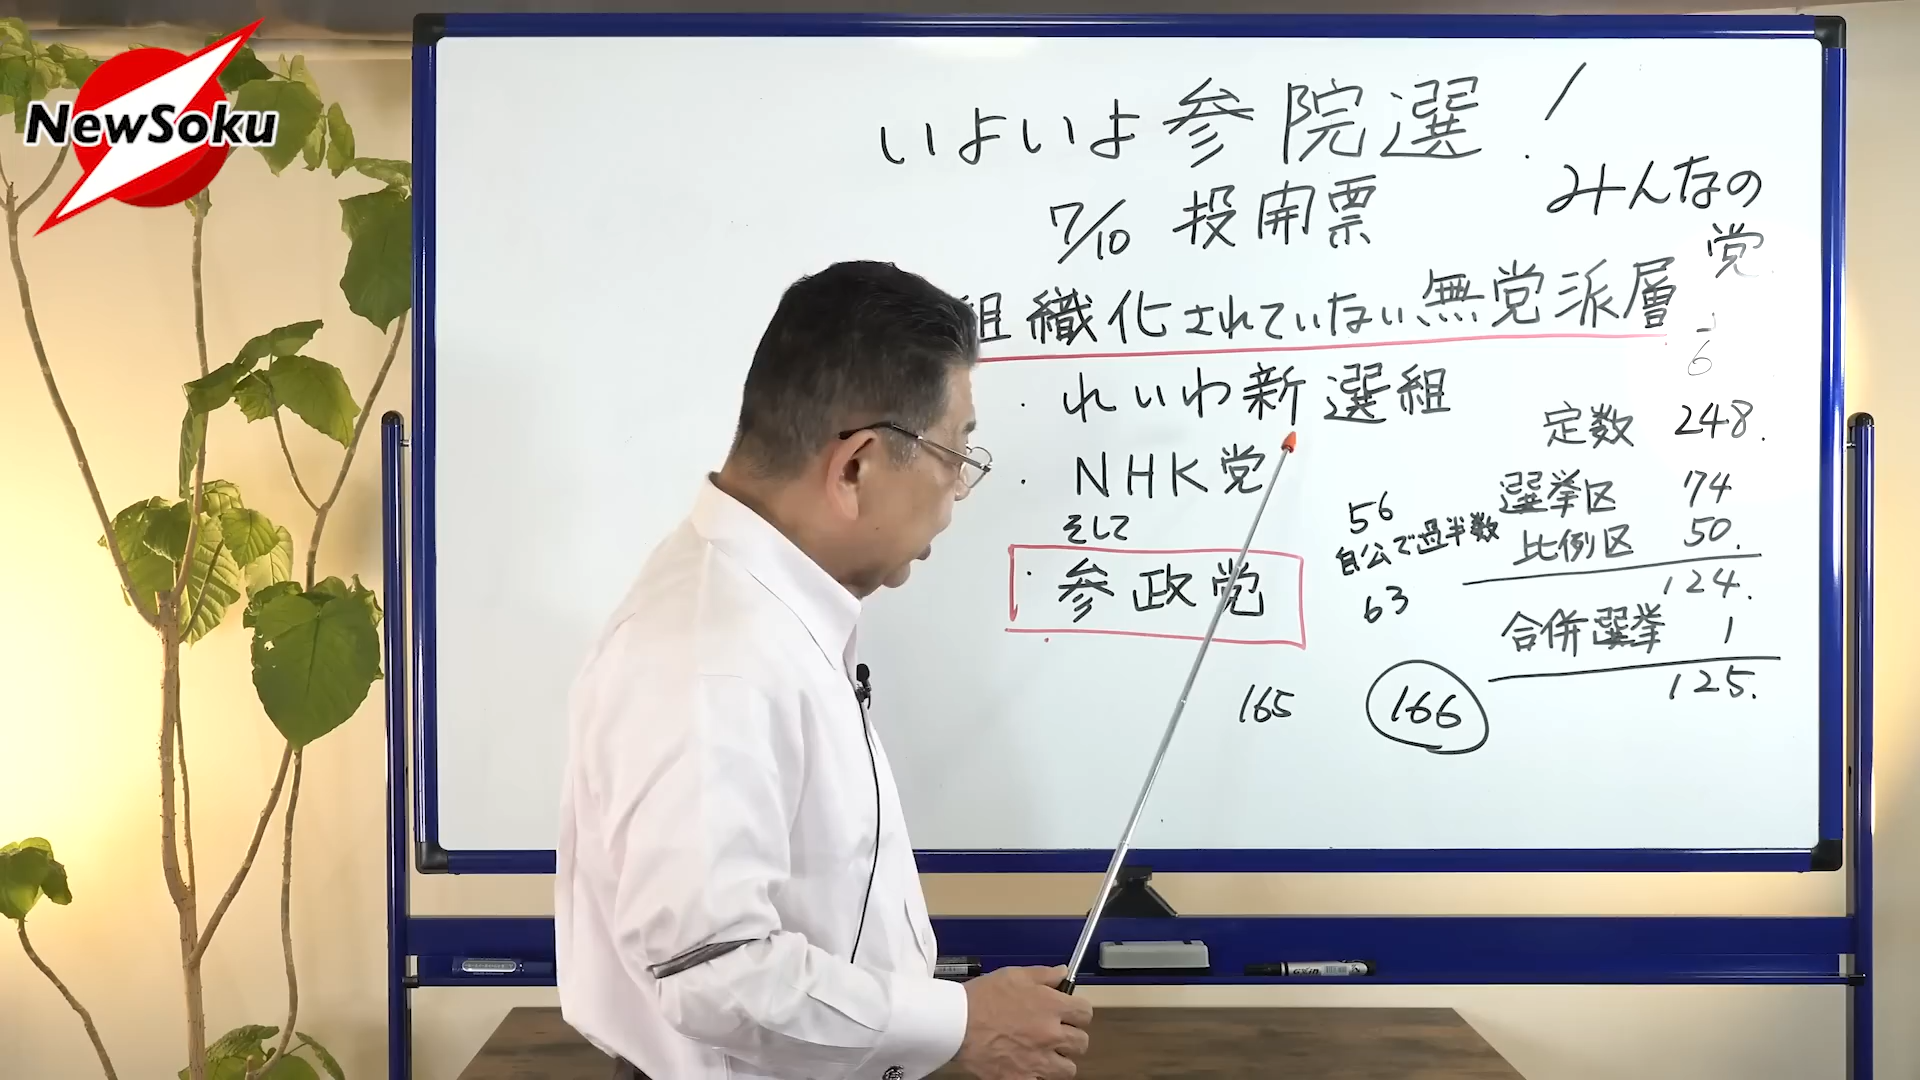 NewSoku
いよいよ参院選!
7/10 投開票
みんなの
党
組織化されていない無党派層
6
・れいわ新選組
・NHK党
そして
・参政党
56
自公で過半数
63
165
166
定数 248.
選挙区 74
比例区 50.
124.
合併選挙 1
125.